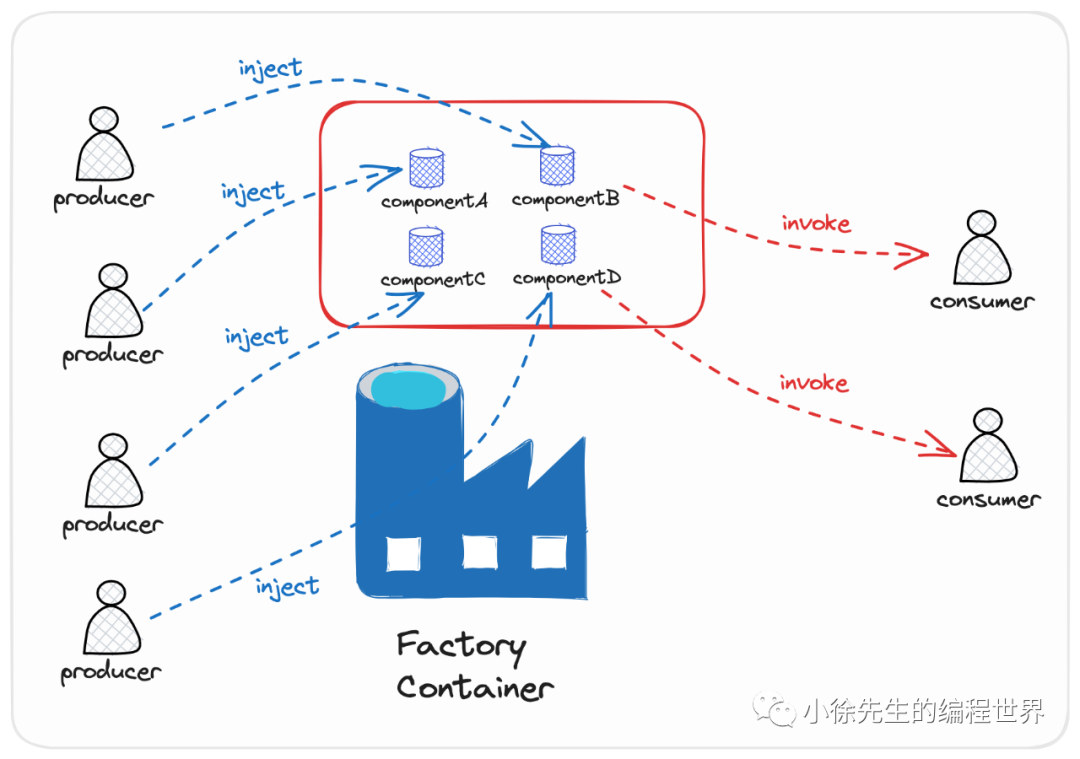 inject
producer
inject
componentA
componentB
invoke
componentC
componentD
consumer
producer
inject
invoke
producer
consumer
inject
producer
Factory
Container
小徐先生的编程世界